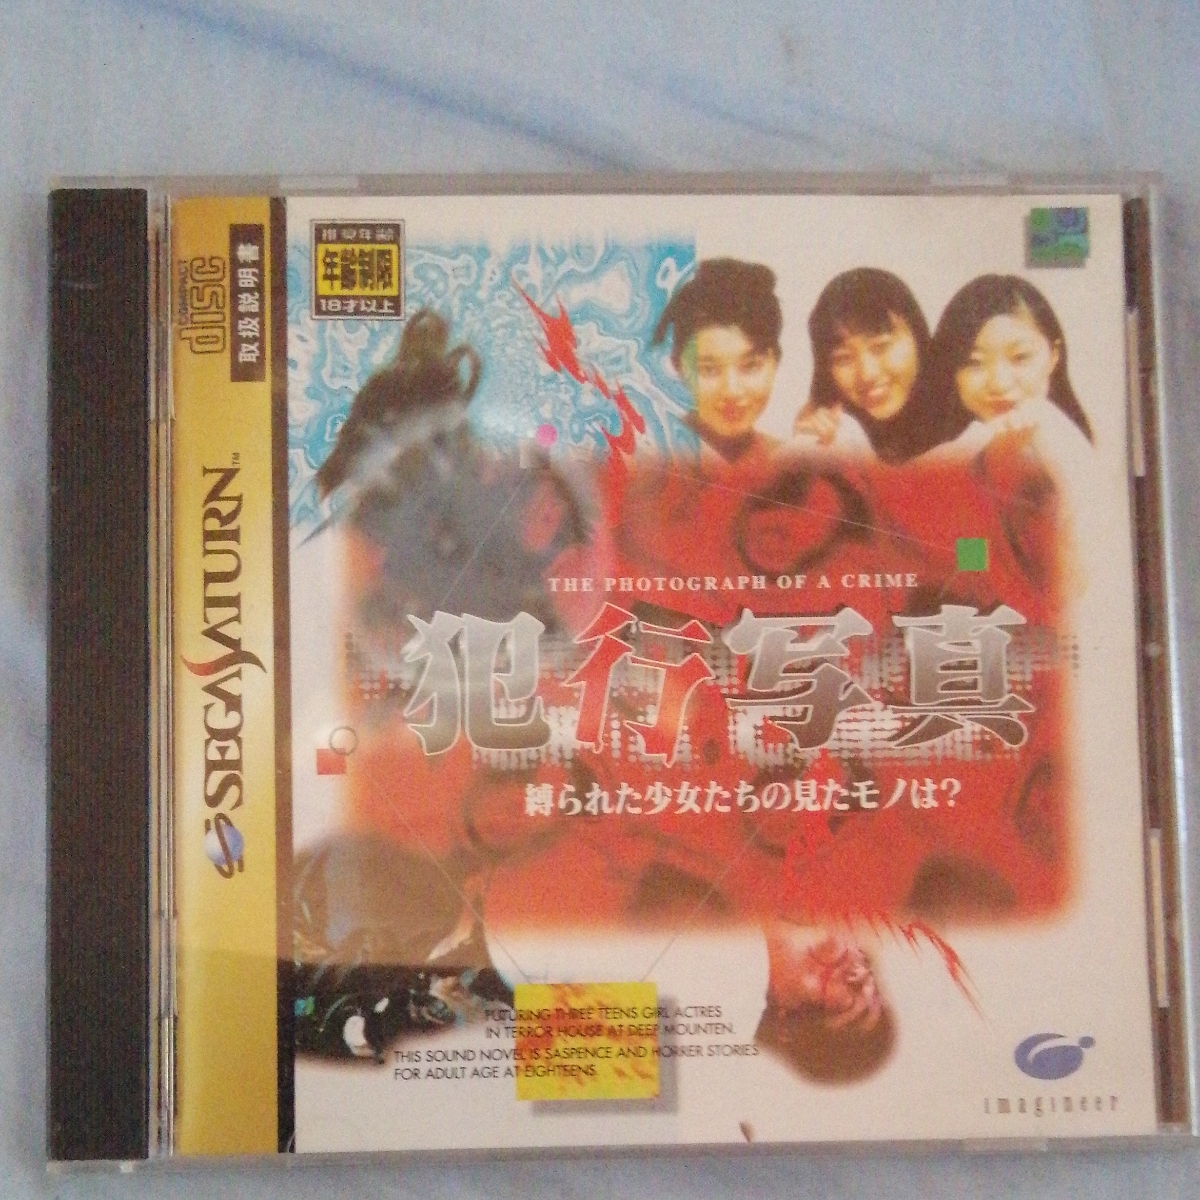 COMPACT
disc
取扱説明書
SEGA SATURN™
推奨年齢
年齢制限
18才以上
THE PHOTOGRAPH OF A CRIME
犯行写真
縛られた少女たちの見たモノは?
FUTURING THREE TEENS GIRL ACTRES
IN TERROR HOUSE AT DEEP MOUNTEN.
THIS SOUND NOVEL IS SASPENCE AND HORRER STORIES
FOR ADULT AGE AT EIGHTEENS.
imagineer